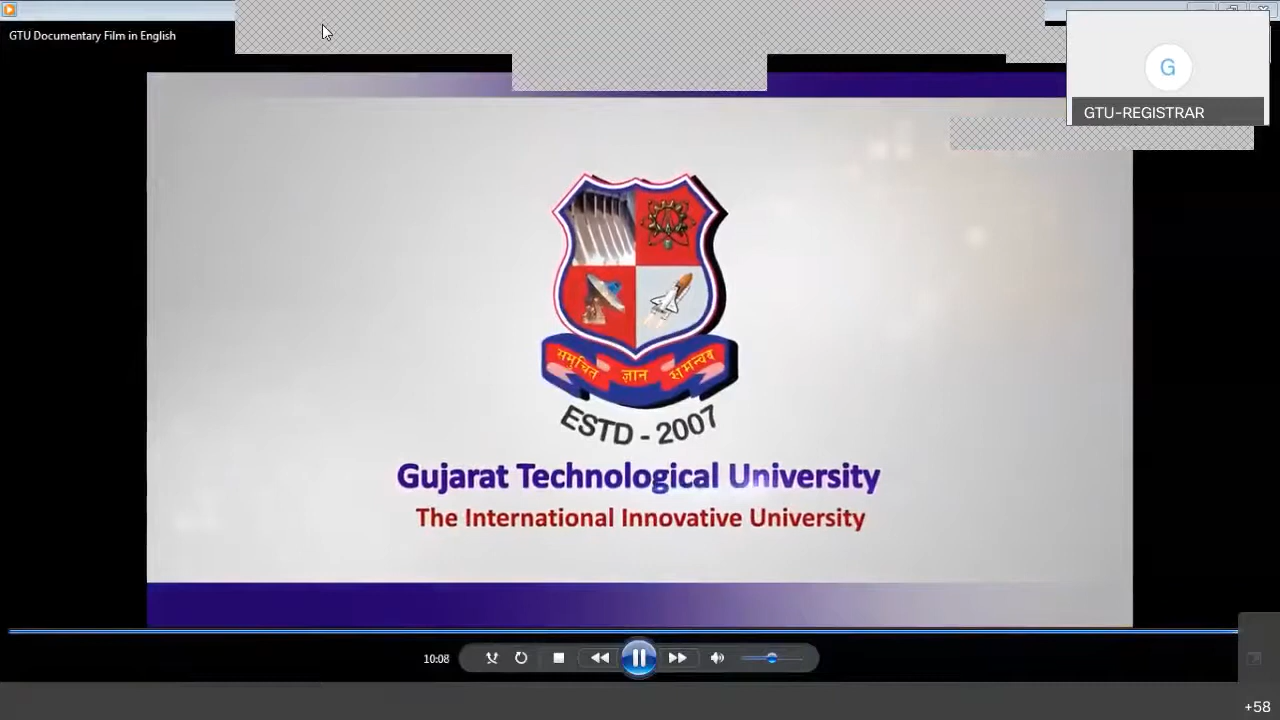 GTU Documentary Film in English
G
GTU-REGISTRAR
समुचित ज्ञान समन्वय
ESTD - 2007
Gujarat Technological University
The International Innovative University
10:08
+58